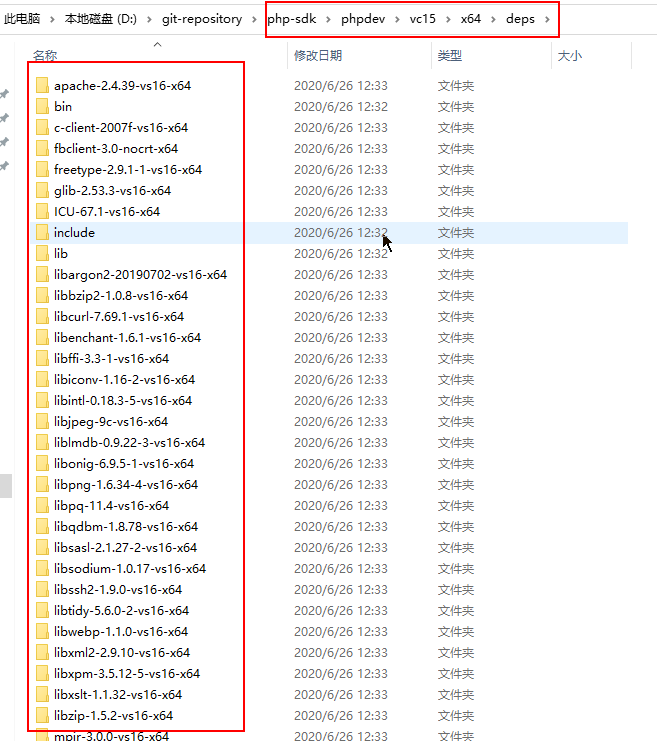 此电脑 › 本地磁盘 (D:) › git-repository › php-sdk › phpdev › vc15 › x64 › deps ›
名称 修改日期 类型 大小
apache-2.4.39-vs16-x64 2020/6/26 12:33 文件夹
bin 2020/6/26 12:32 文件夹
c-client-2007f-vs16-x64 2020/6/26 12:33 文件夹
fbclient-3.0-nocrt-x64 2020/6/26 12:33 文件夹
freetype-2.9.1-1-vs16-x64 2020/6/26 12:33 文件夹
glib-2.53.3-vs16-x64 2020/6/26 12:33 文件夹
ICU-67.1-vs16-x64 2020/6/26 12:33 文件夹
include 2020/6/26 12:32 文件夹
lib 2020/6/26 12:32 文件夹
libargon2-20190702-vs16-x64 2020/6/26 12:33 文件夹
libbzip2-1.0.8-vs16-x64 2020/6/26 12:33 文件夹
libcurl-7.69.1-vs16-x64 2020/6/26 12:33 文件夹
libenchant-1.6.1-vs16-x64 2020/6/26 12:33 文件夹
libffi-3.3-1-vs16-x64 2020/6/26 12:33 文件夹
libiconv-1.16-2-vs16-x64 2020/6/26 12:33 文件夹
libintl-0.18.3-5-vs16-x64 2020/6/26 12:33 文件夹
libjpeg-9c-vs16-x64 2020/6/26 12:33 文件夹
liblmdb-0.9.22-3-vs16-x64 2020/6/26 12:33 文件夹
libonig-6.9.5-1-vs16-x64 2020/6/26 12:33 文件夹
libpng-1.6.34-4-vs16-x64 2020/6/26 12:33 文件夹
libpq-11.4-vs16-x64 2020/6/26 12:33 文件夹
libqdbm-1.8.78-vs16-x64 2020/6/26 12:33 文件夹
libsasl-2.1.27-2-vs16-x64 2020/6/26 12:33 文件夹
libsodium-1.0.17-vs16-x64 2020/6/26 12:33 文件夹
libssh2-1.9.0-vs16-x64 2020/6/26 12:33 文件夹
libtidy-5.6.0-2-vs16-x64 2020/6/26 12:33 文件夹
libwebp-1.1.0-vs16-x64 2020/6/26 12:33 文件夹
libxml2-2.9.10-vs16-x64 2020/6/26 12:33 文件夹
libxpm-3.5.12-5-vs16-x64 2020/6/26 12:33 文件夹
libxslt-1.1.32-vs16-x64 2020/6/26 12:33 文件夹
libzip-1.5.2-vs16-x64 2020/6/26 12:33 文件夹
mpir-3.0.0-vs16-x64 2020/6/26 12:33 文件夹